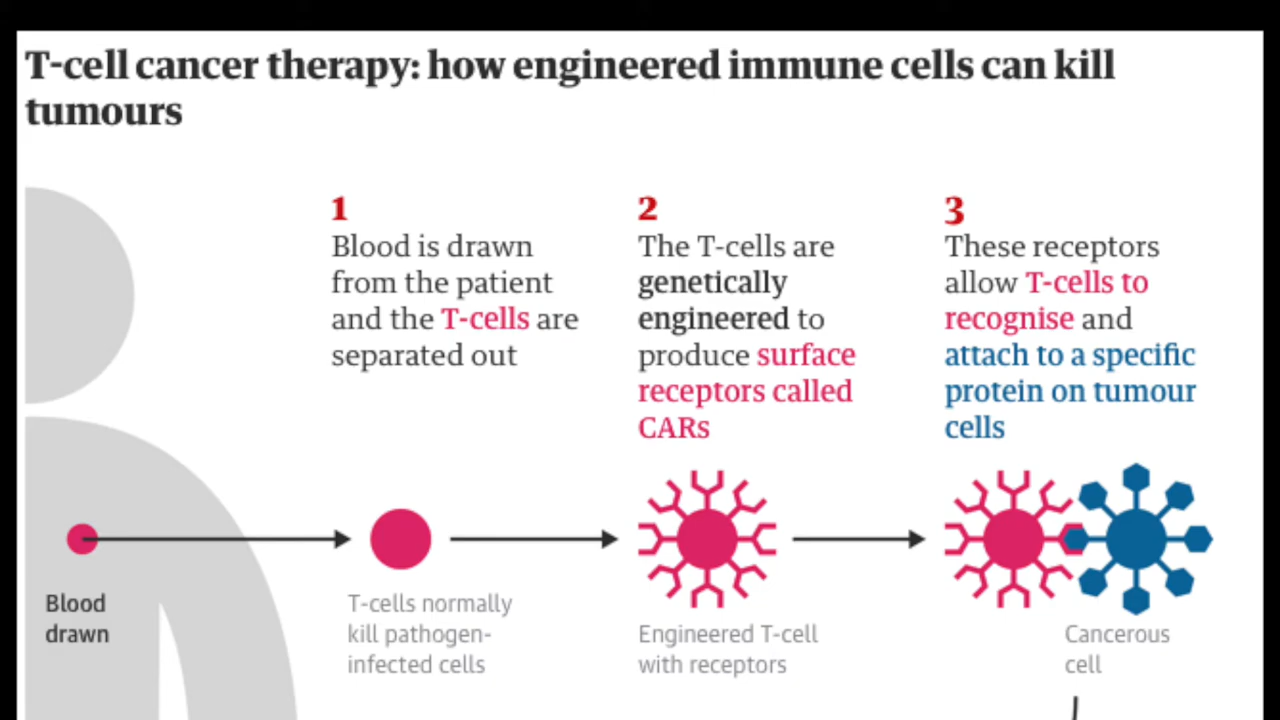 T-cell cancer therapy: how engineered immune cells can kill
tumours
1
Blood is drawn
from the patient
and the T-cells are
separated out
2
The T-cells are
genetically
engineered to
produce surface
receptors called
CARs
3
These receptors
allow T-cells to
recognise and
attach to a specific
protein on tumour
cells
Blood
drawn
T-cells normally
kill pathogen-
infected cells
Engineered T-cell
with receptors
Cancerous
cell